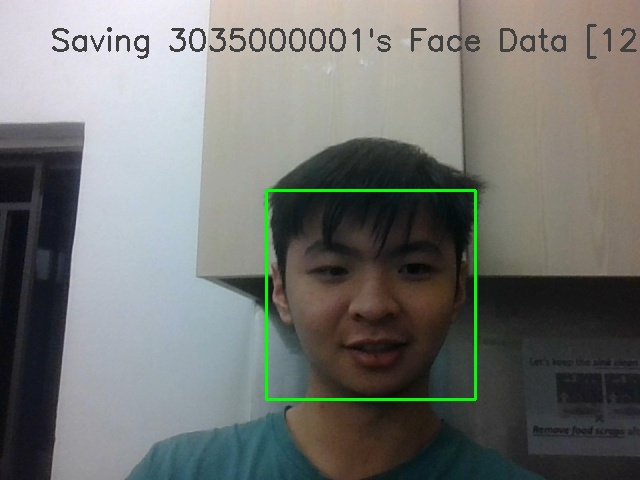 Saving 3035000001's Face Data [12
Let's keep the sink clean
Remove food scraps